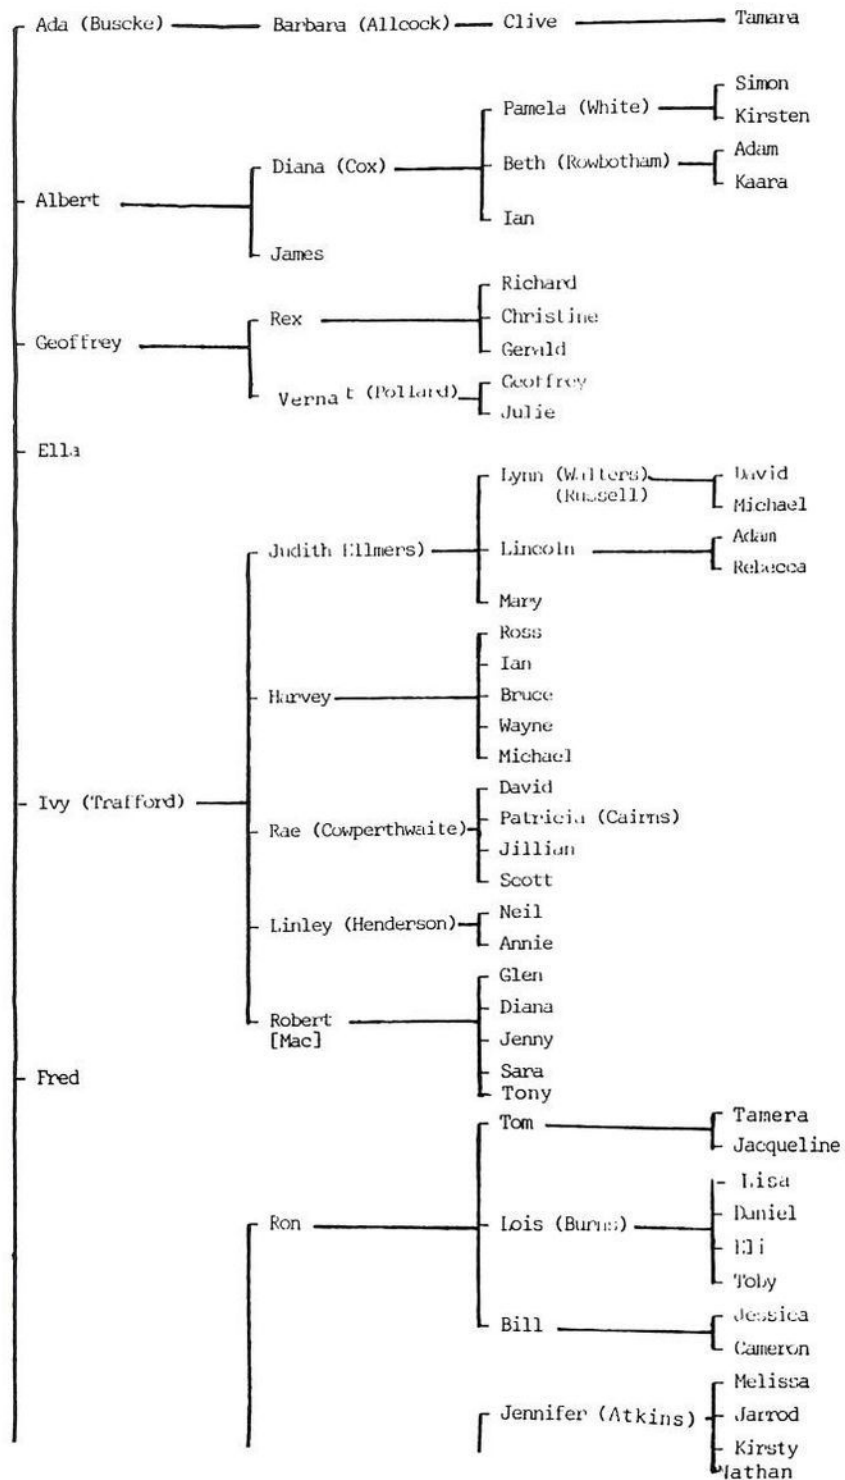 Ada (Buscke) Barbara (Allcock) Clive Tamara
Simon
Pamela (White)
Kirsten
Adam
Diana (Cox) Beth (Rowbotham)
Kaara
Albert
Ian
James
Richard
Rex Christine
Geoffrey Gerald
Geoffrey
Verna t (Pollard)
Julie
Ella
Lynn (Walters) David
(Russell) Michael
Adam
Judith Ellmers) Lincoln
Rebecca
Mary
Ross
Ian
Harvey Bruce
Wayne
Michael
David
Ivy (Trafford)
Patricia (Cairns)
Rae (Cowperthwaite)
Jillian
Scott
Neil
Linley (Henderson)
Annie
Glen
Diana
Robert
[Mac] Jenny
Sara
Fred
Tony
Tom Tamera
Jacqueline
Lisa
Daniel
Ron Lois (Burns)
Eli
Toby
Jessica
Bill
Cameron
Melissa
Jennifer (Atkins) Jarrod
Kirsty
Nathan